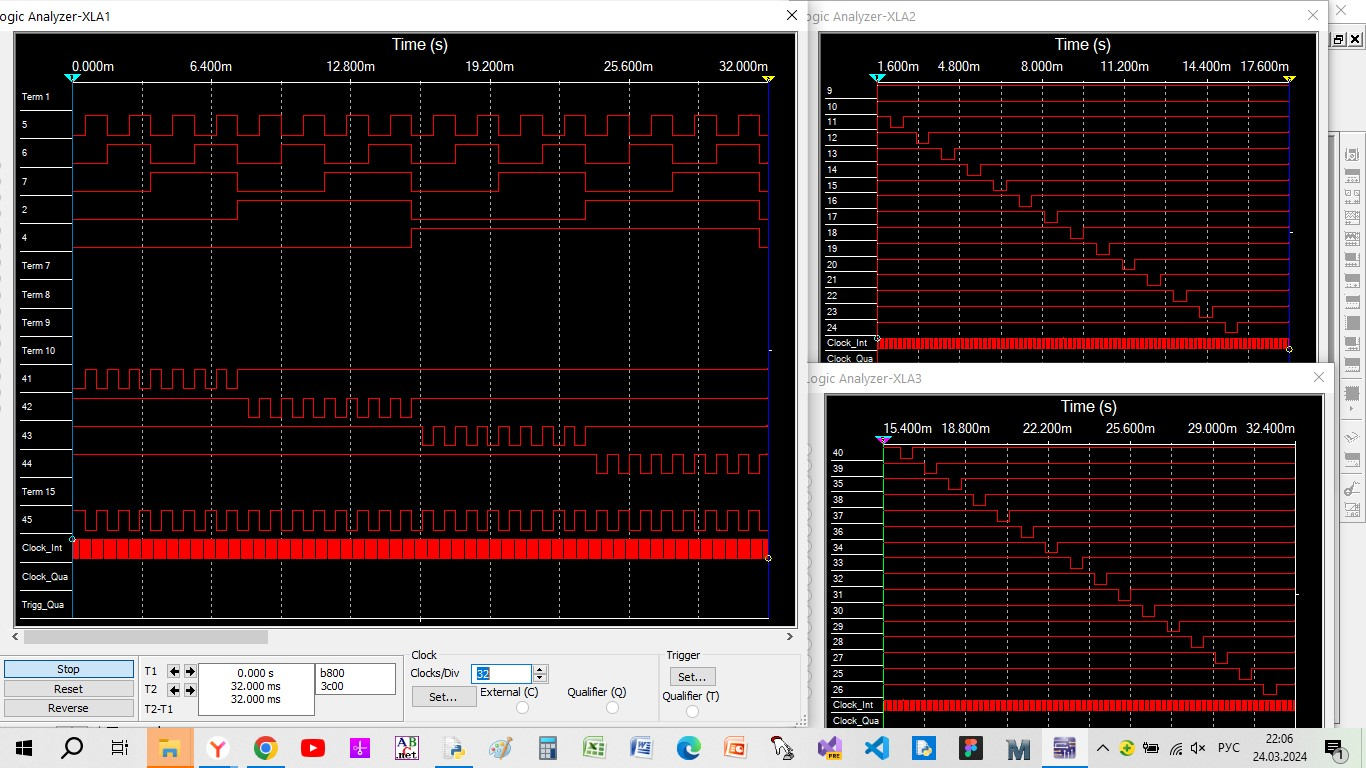 ogic Analyzer-XLA1
Time (s)
0.000m 6.400m 12.800m 19.200m 25.600m 32.000m
Term 1
5
6
7
2
4
Term 7
Term 8
Term 9
Term 10
41
42
43
44
Term 15
45
Clock_Int
Clock_Qua
Trigg_Qua
Stop
Reset
Reverse
T1
T2
T2-T1
0.000 s
32.000 ms
32.000 ms
b800
3c00
Clock
Clocks/Div 32
Set...
External (C)
Qualifier (Q)
Trigger
Set...
Qualifier (T)
ogic Analyzer-XLA2
Time (s)
1.600m 4.800m 8.000m 11.200m 14.400m 17.600m
9
10
11
12
13
14
15
16
17
18
19
20
21
22
23
24
Clock_Int
Clock_Qua
Logic Analyzer-XLA3
Time (s)
15.400m 18.800m 22.200m 25.600m 29.000m 32.400m
40
39
35
38
37
36
34
33
32
31
30
29
28
27
25
26
Clock_Int
Clock_Qua
AB
.net
PRE
РУС
22:06
24.03.2024
1